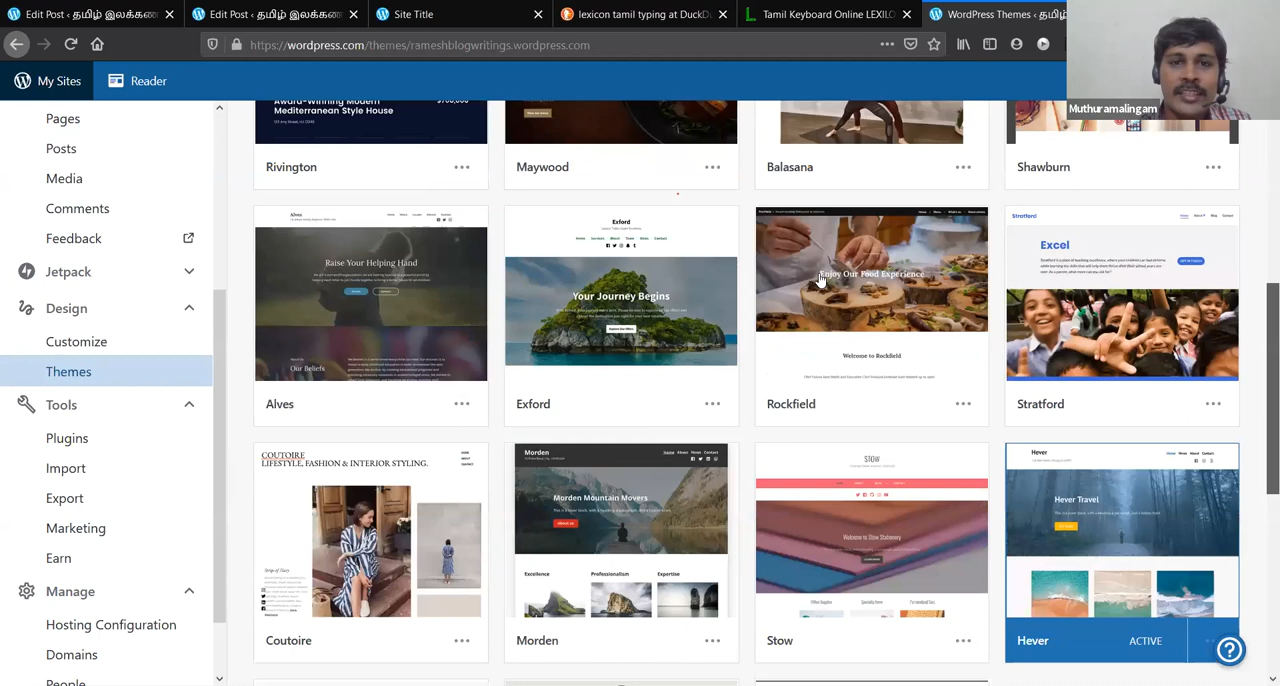 Edit Post ‹ தமிழ் இலக்கண
Edit Post ‹ தமிழ் இலக்கண
Site Title
lexicon tamil typing at DuckDu
Tamil Keyboard Online LEXILO
WordPress Themes ‹ தமிழ்
https://wordpress.com/themes/rameshblogwritings.wordpress.com
My Sites
Reader
Muthuramalingam
Pages
Posts
Media
Comments
Feedback
Jetpack
Design
Customize
Themes
Tools
Plugins
Import
Export
Marketing
Earn
Manage
Hosting Configuration
Domains
People
Award-Winning Modern
Mediterranean Style House
Rivington
Maywood
Balasana
Shawburn
Alves
Raise Your Helping Hand
Our Beliefs
Alves
Exford
Your Journey Begins
Exford
Enjoy Our Food Experience
Welcome to Rockfield
Rockfield
Stratford
Excel
Stratford
COUTOIRE
LIFESTYLE, FASHION & INTERIOR STYLING.
Coutoire
Morden
Morden Mountain Movers
About us
Excellence Professionalism Expertise
Morden
STOW
Welcome to Stow Stationery
Stow
Hever
Hever Travel
Hever ACTIVE